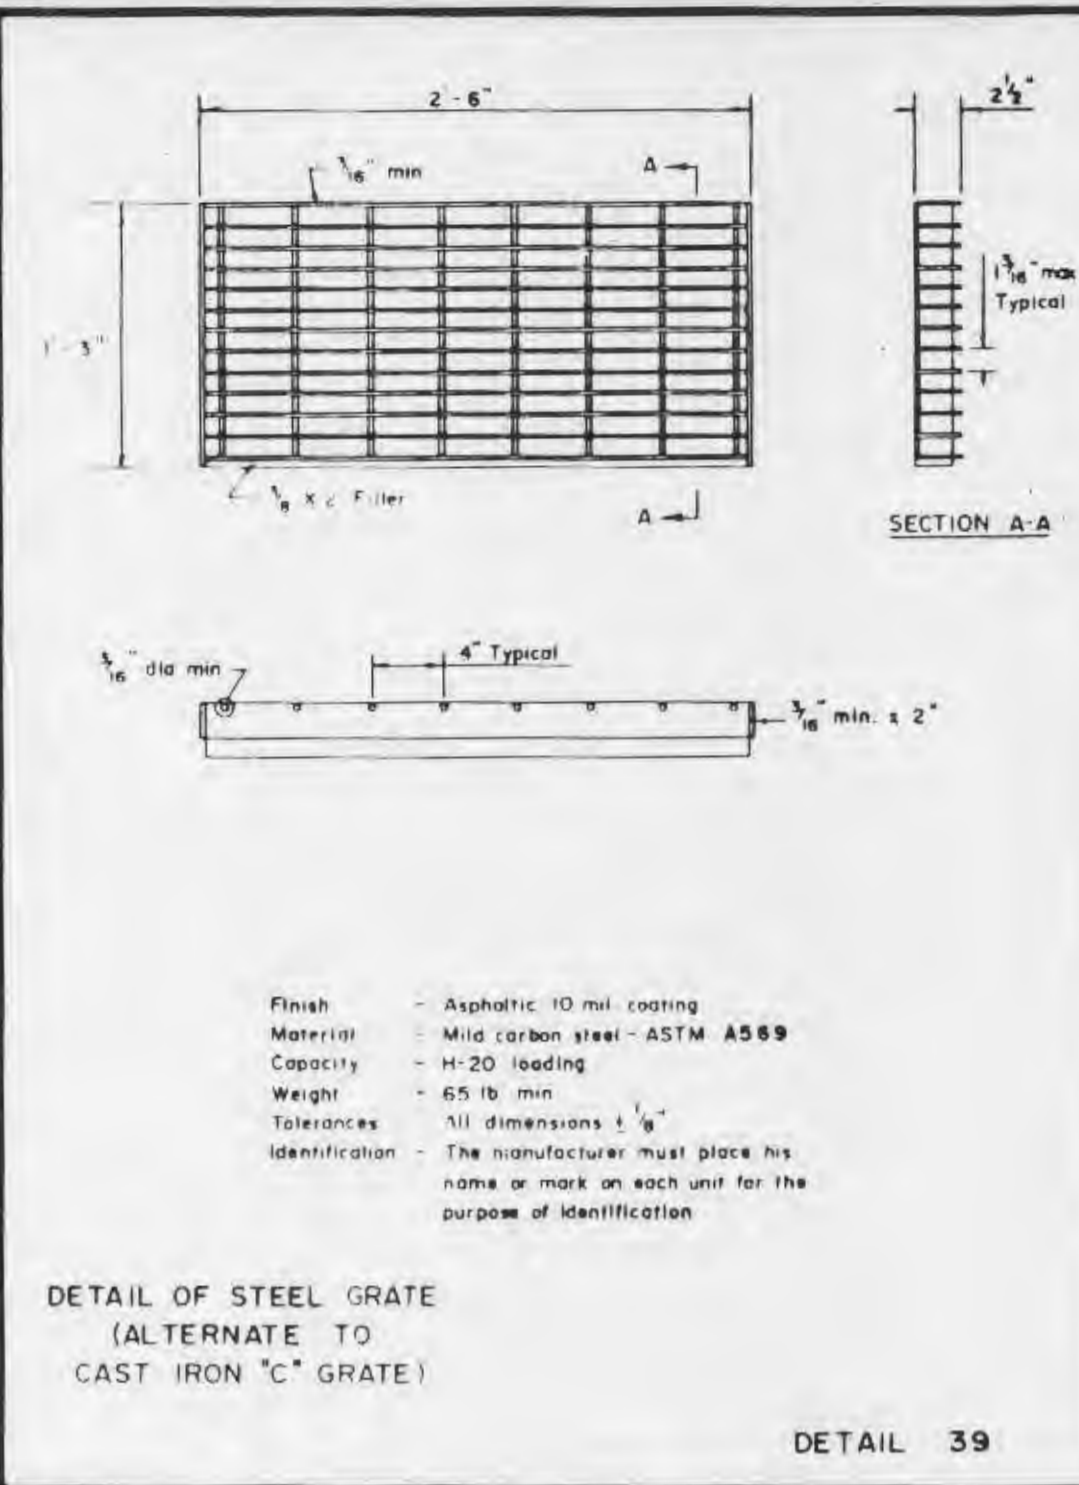 2'-6"
2½"
3/16" min
A
1 3/16" max
Typical
1'-3"
x 2 Filler
A
SECTION A-A
4" Typical
dia min
3/16" min. x 2"
Finish - Asphaltic 10 mil coating
Material - Mild carbon steel - ASTM A569
Capacity - H-20 loading
Weight - 65 lb min
Tolerances All dimensions ± 1/8"
Identification - The manufacturer must place his
name or mark on each unit for the
purpose of identification
DETAIL OF STEEL GRATE
(ALTERNATE TO
CAST IRON "C" GRATE)
DETAIL 39